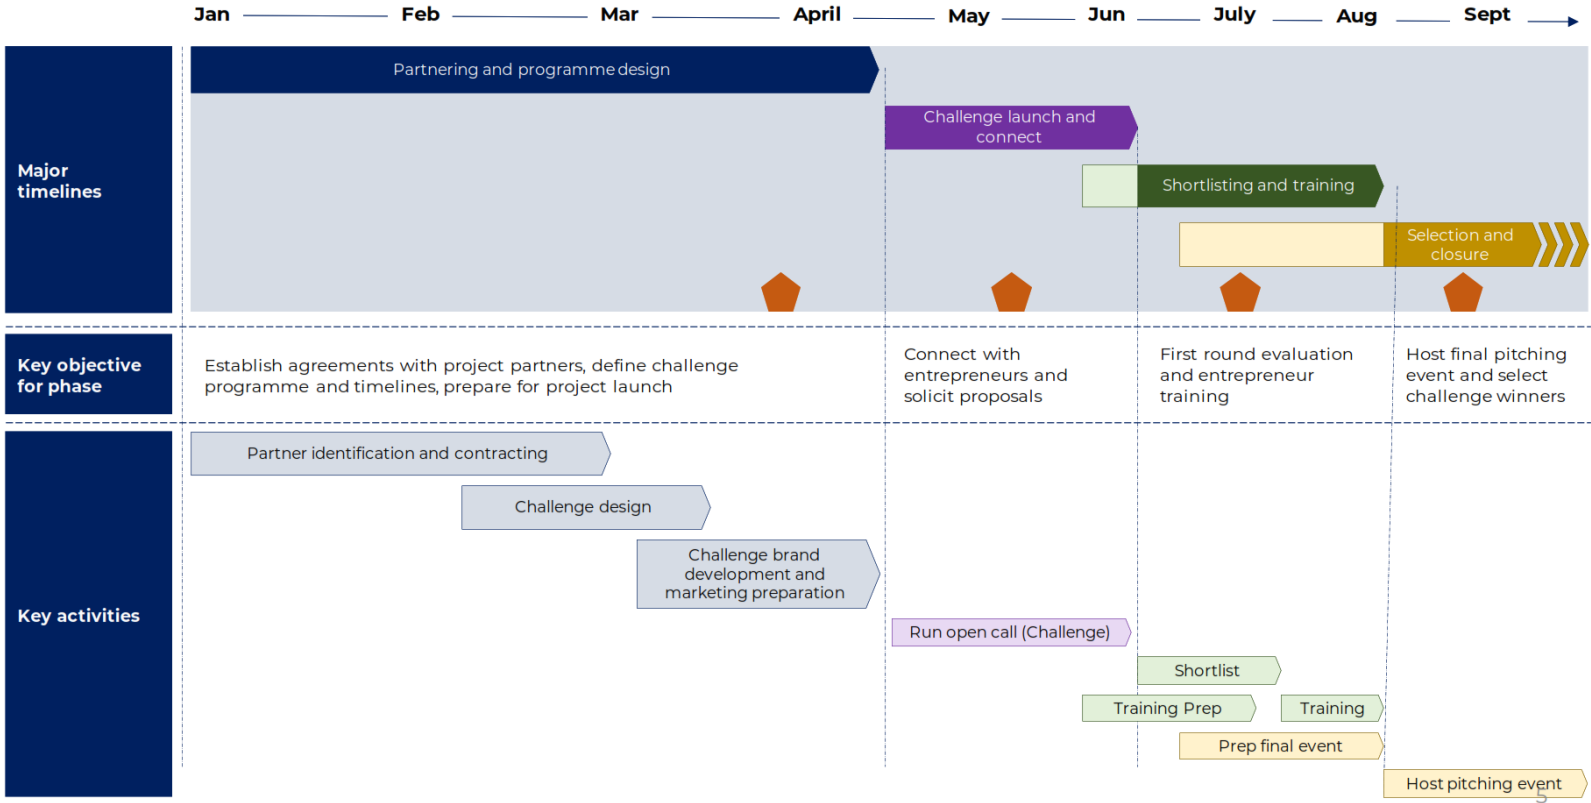 Jan Feb Mar April May Jun July Aug Sept
Major
timelines
Partnering and programme design
Challenge launch and
connect
Shortlisting and training
Selection and
closure
Key objective
for phase
Establish agreements with project partners, define challenge
programme and timelines, prepare for project launch
Connect with
entrepreneurs and
solicit proposals
First round evaluation
and entrepreneur
training
Host final pitching
event and select
challenge winners
Key activities
Partner identification and contracting
Challenge design
Challenge brand
development and
marketing preparation
Run open call (Challenge)
Shortlist
Training Prep
Training
Prep final event
Host pitching event
5